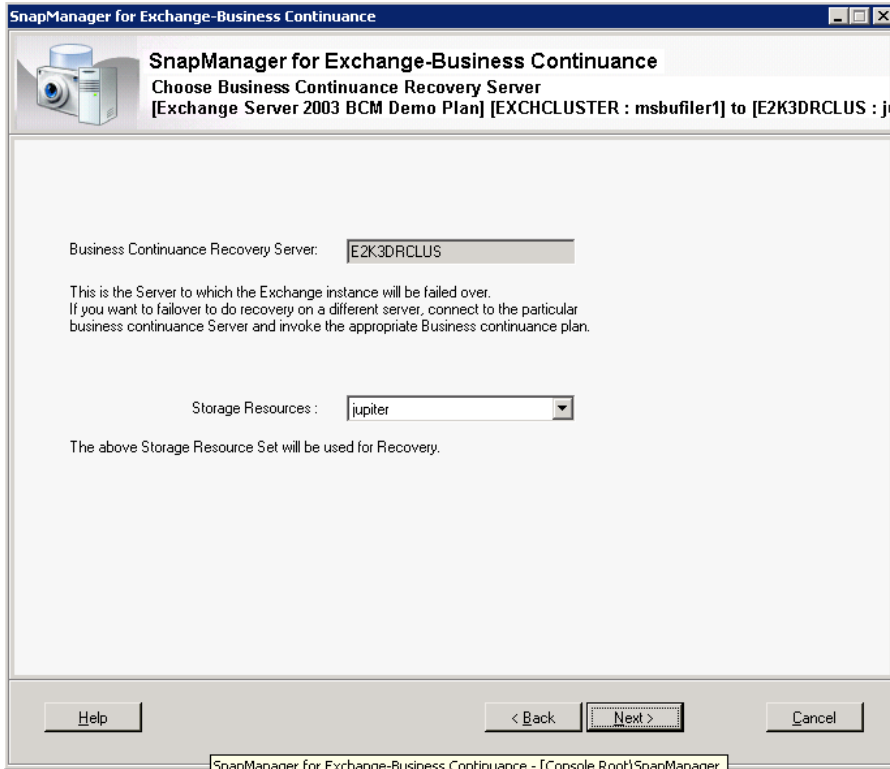 SnapManager for Exchange-Business Continuance
SnapManager for Exchange-Business Continuance
Choose Business Continuance Recovery Server
[Exchange Server 2003 BCM Demo Plan] [EXCHCLUSTER : msbufiler1] to [E2K3DRCLUS : ju
Business Continuance Recovery Server: E2K3DRCLUS
This is the Server to which the Exchange instance will be failed over.
If you want to failover to do recovery on a different server, connect to the particular
business continuance Server and invoke the appropriate Business continuance plan.
Storage Resources : jupiter
The above Storage Resource Set will be used for Recovery.
Help < Back Next > Cancel
SnapManager for Exchange-Business Continuance - [Console Root\SnapManager